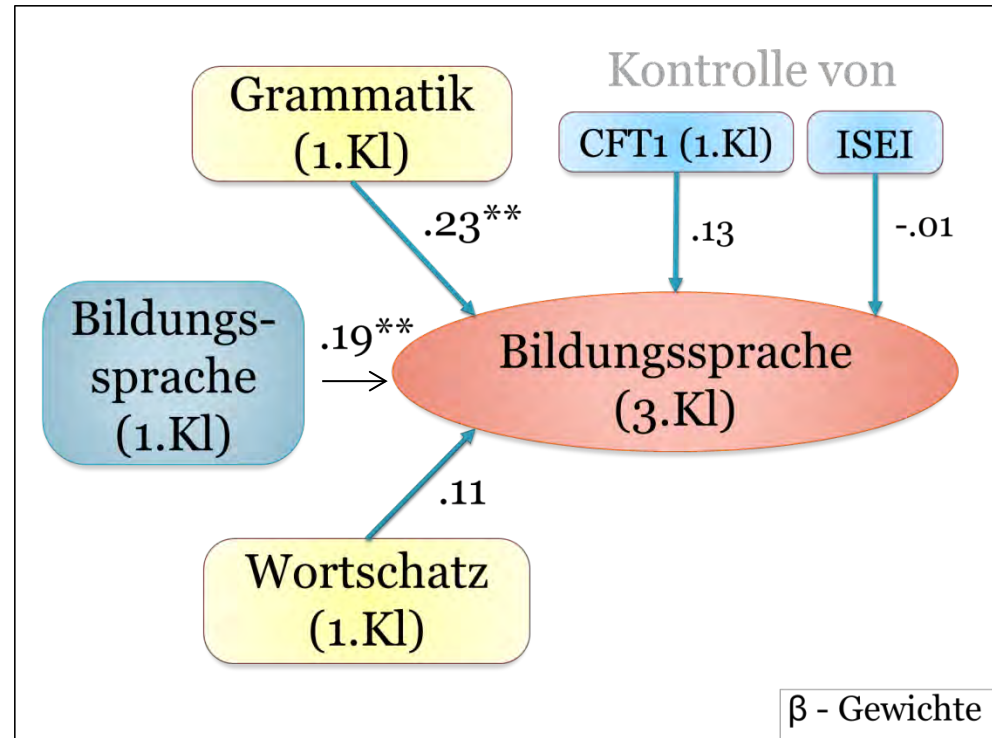 Grammatik
(1.Kl)
Kontrolle von
CFT1 (1.Kl)
ISEI
.23**
.13
-.01
Bildungs-
sprache
(1.Kl)
.19**
Bildungssprache
(3.Kl)
.11
Wortschatz
(1.Kl)
β - Gewichte